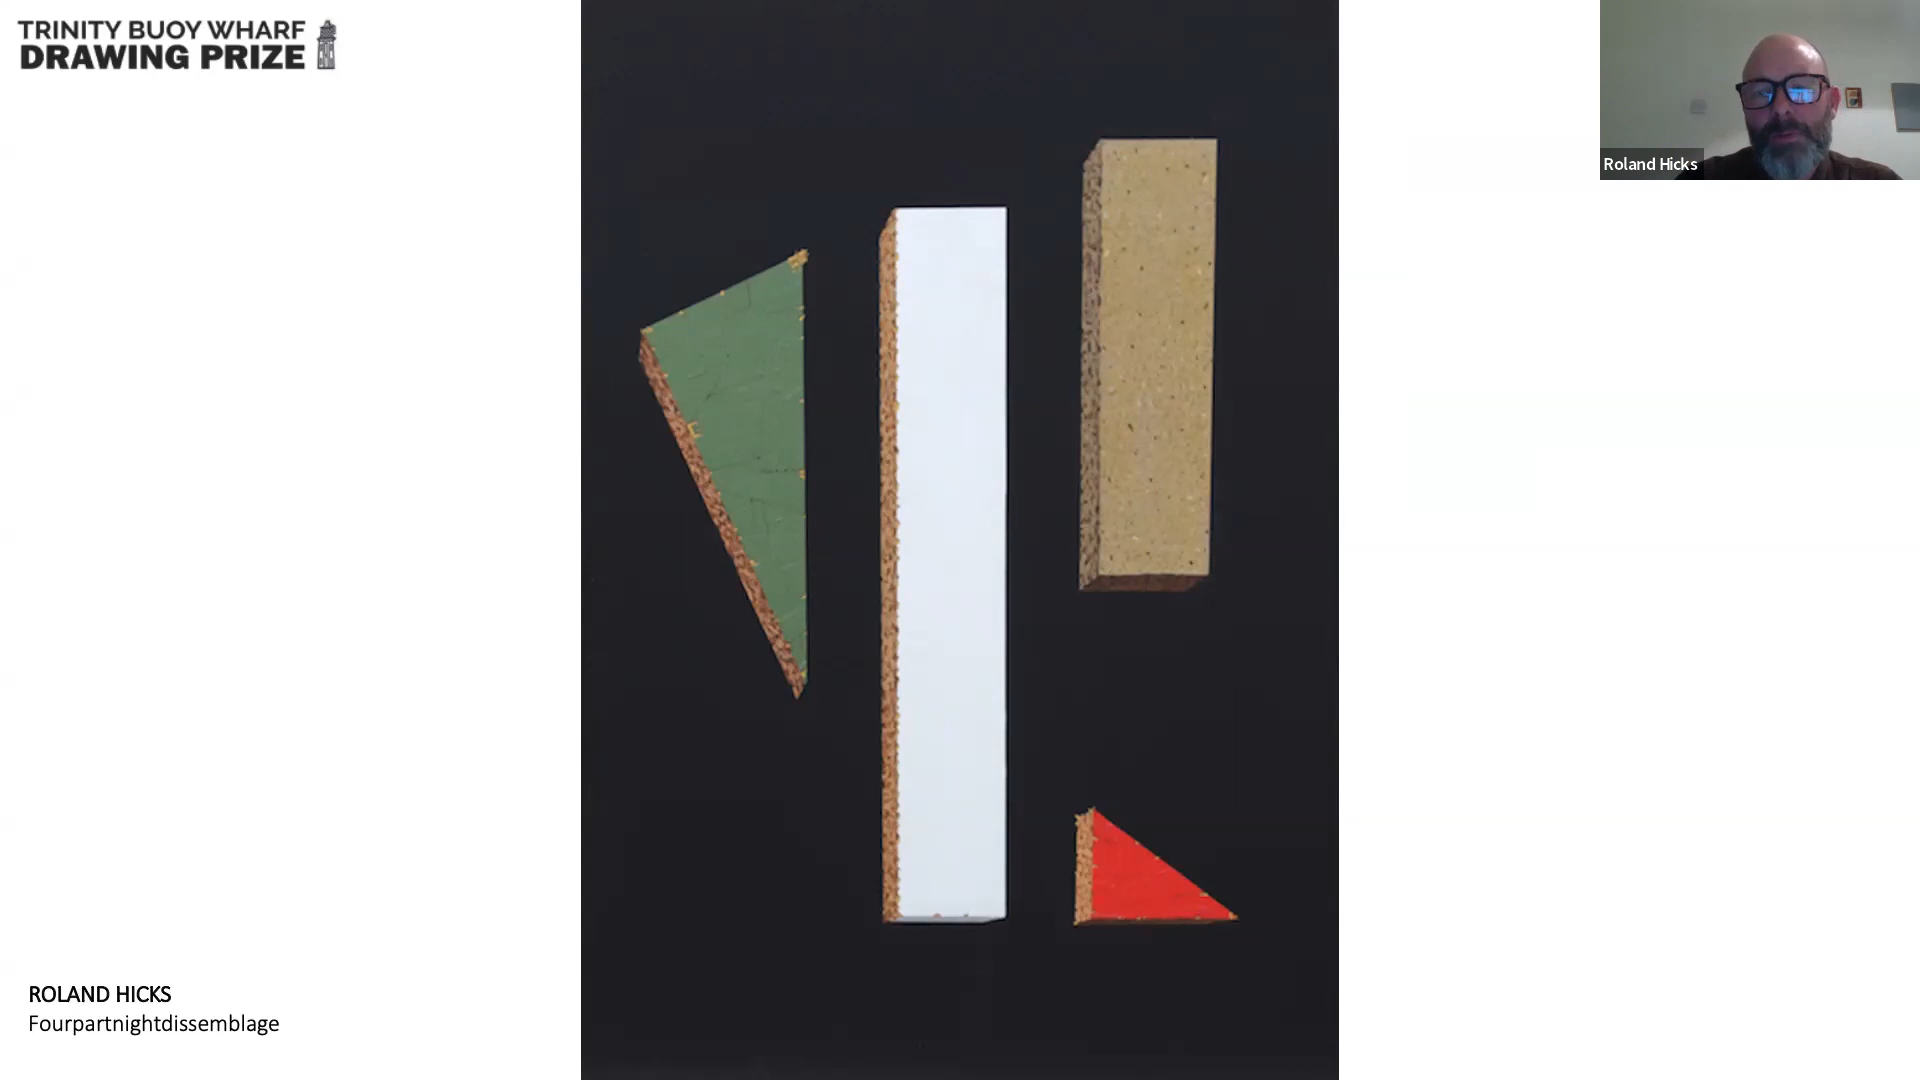 TRINITY BUOY WHARF
DRAWING PRIZE
Roland Hicks
ROLAND HICKS
Fourpartnightdissemblage